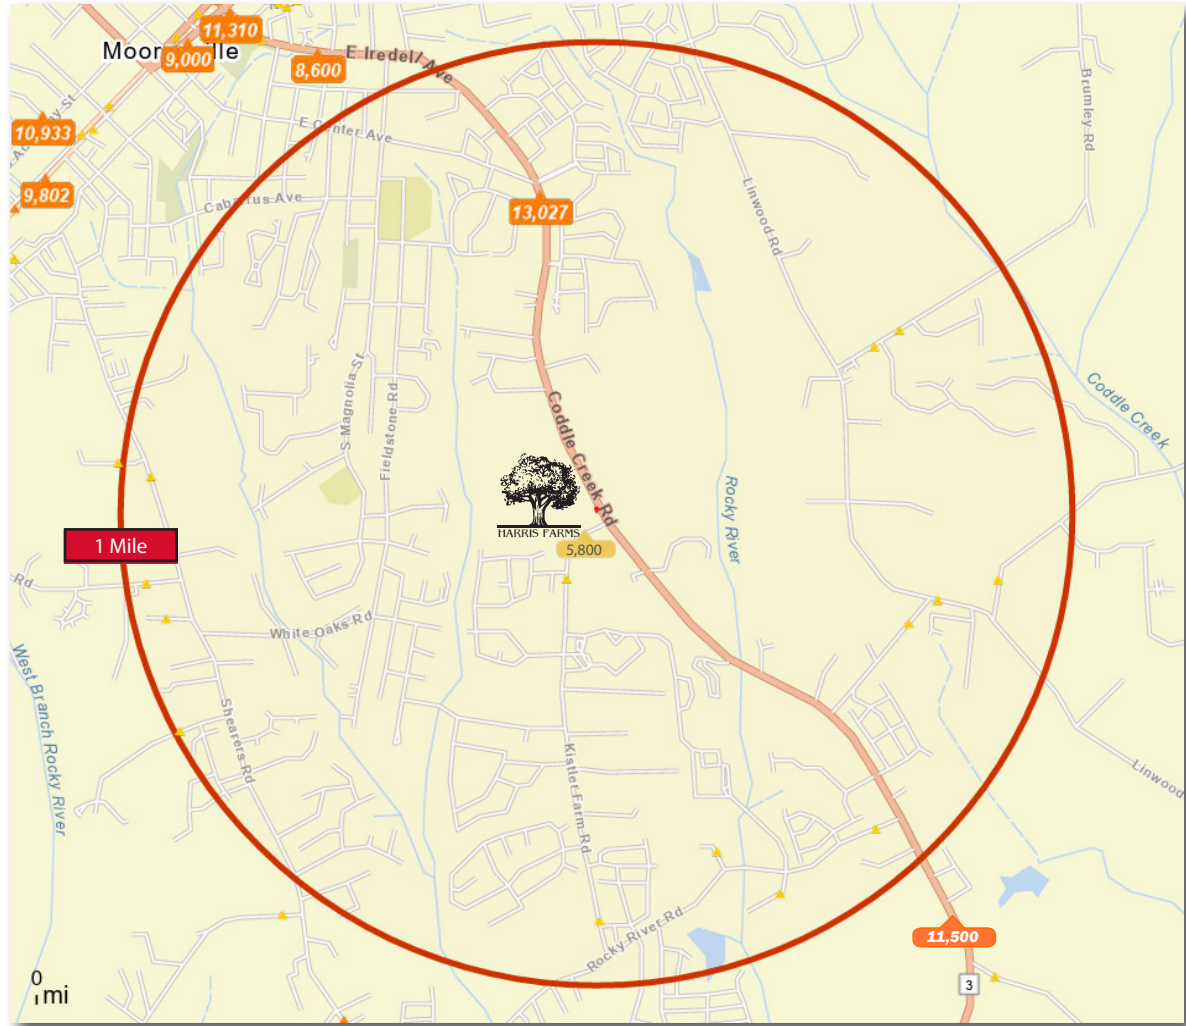 11,310
9,000
8,600
E Iredell Ave
10,933
E Center Ave
9,802
Cabarrus Ave
13,027
Brumley Rd
Linwood Rd
S Magnolia St
Fieldstone Rd
Coddle Creek Rd
Coddle Creek
HARRIS FARMS
5,800
Rocky River
1 Mile
Rd
White Oaks Rd
West Branch Rocky River
Shearers Rd
Kistler Farm Rd
Linwood
Rocky River Rd
11,500
3
0
mi